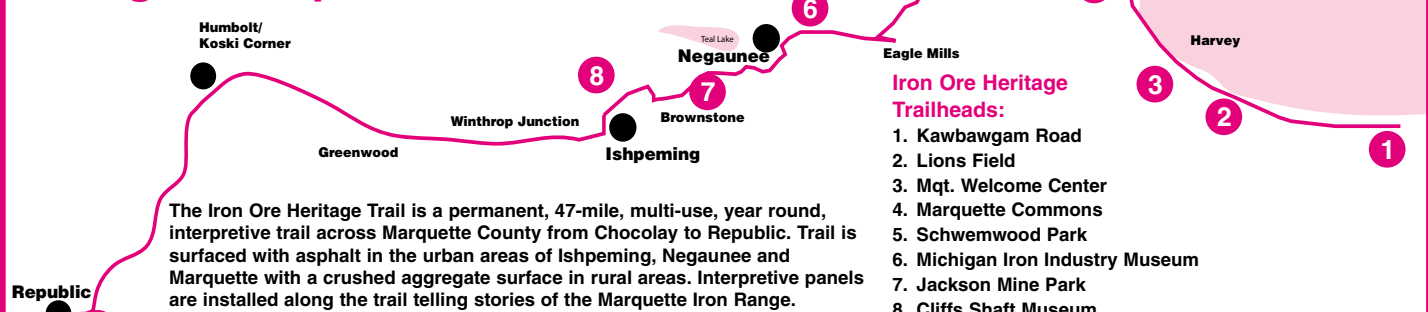 6
Humbolt/
Koski Corner
Teal Lake
Negaunee
Eagle Mills
Harvey
8
7
3
2
1
Winthrop Junction
Brownstone
Greenwood
Ishpeming
Republic
The Iron Ore Heritage Trail is a permanent, 47-mile, multi-use, year round,
interpretive trail across Marquette County from Chocolay to Republic. Trail is
surfaced with asphalt in the urban areas of Ishpeming, Negaunee and
Marquette with a crushed aggregate surface in rural areas. Interpretive panels
are installed along the trail telling stories of the Marquette Iron Range.
Iron Ore Heritage
Trailheads:
1. Kawbawgam Road
2. Lions Field
3. Mqt. Welcome Center
4. Marquette Commons
5. Schwemwood Park
6. Michigan Iron Industry Museum
7. Jackson Mine Park
8. Cliffs Shaft Museum